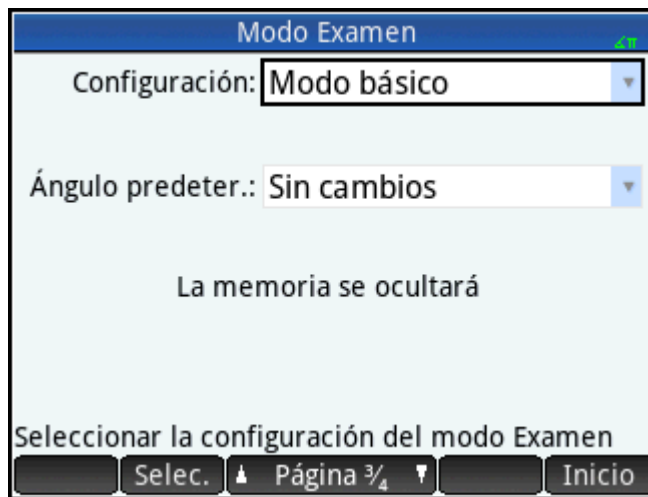 Modo Examen
∡π
Configuración: Modo básico
Ángulo predeter.: Sin cambios
La memoria se ocultará
Seleccionar la configuración del modo Examen
Selec. Página ¾ Inicio